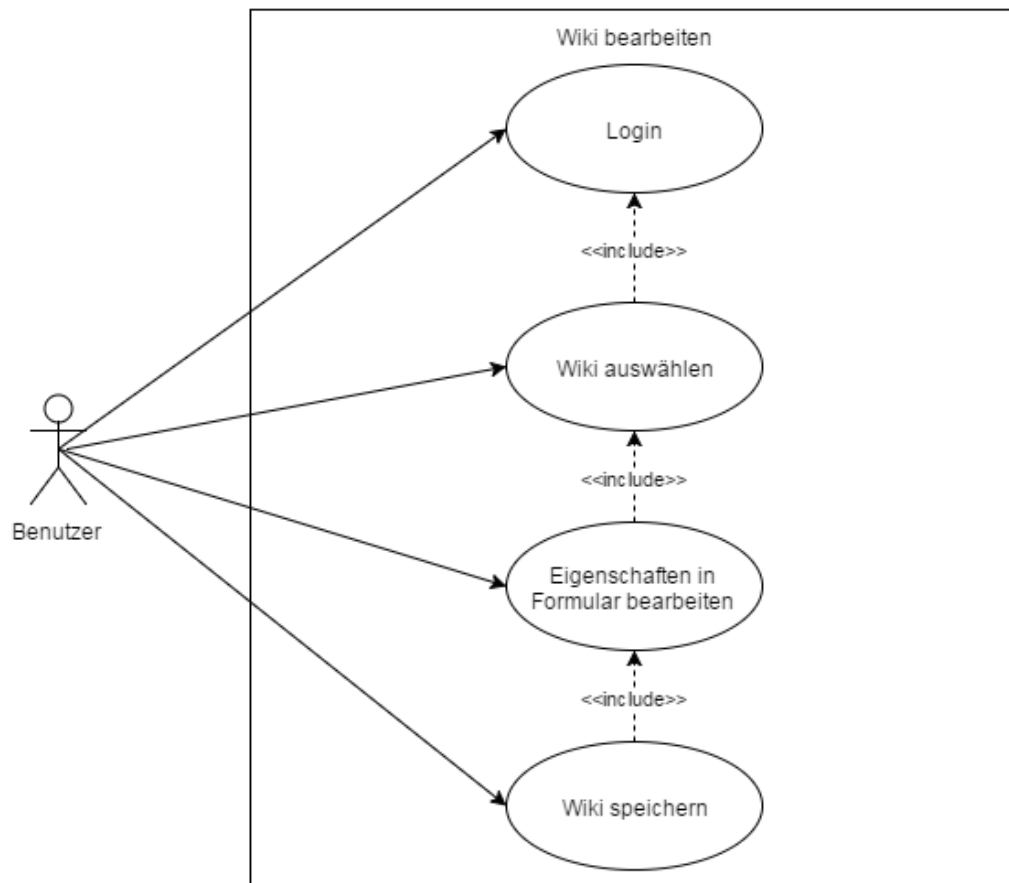 Wiki bearbeiten
Login
<<include>>
Wiki auswählen
<<include>>
Benutzer
Eigenschaften in
Formular bearbeiten
<<include>>
Wiki speichern